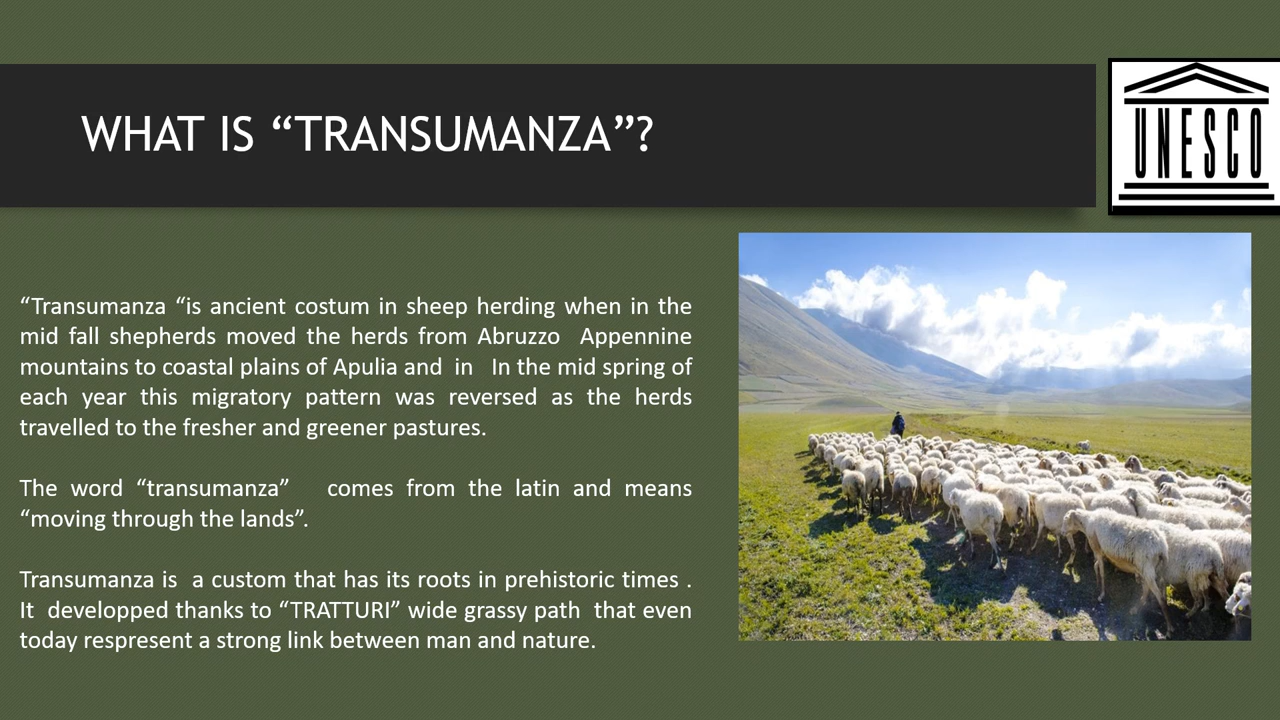 WHAT IS “TRANSUMANZA”?
UNESCO
“Transumanza “is ancient costum in sheep herding when in the
mid fall shepherds moved the herds from Abruzzo Appennine
mountains to coastal plains of Apulia and in In the mid spring of
each year this migratory pattern was reversed as the herds
travelled to the fresher and greener pastures.
The word “transumanza” comes from the latin and means
“moving through the lands”.
Transumanza is a custom that has its roots in prehistoric times .
It developped thanks to “TRATTURI” wide grassy path that even
today respresent a strong link between man and nature.